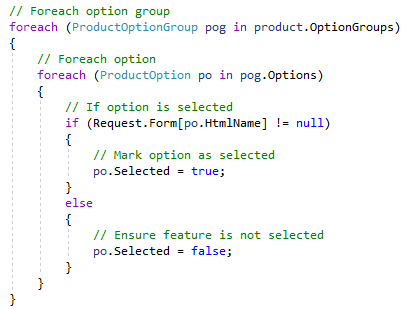 // Foreach option group
foreach (ProductOptionGroup pog in product.OptionGroups)
{
    // Foreach option
    foreach (ProductOption po in pog.Options)
    {
        // If option is selected
        if (Request.Form[po.HtmlName] != null)
        {
            // Mark option as selected
            po.Selected = true;
        }
        else
        {
            // Ensure feature is not selected
            po.Selected = false;
        }
    }
}